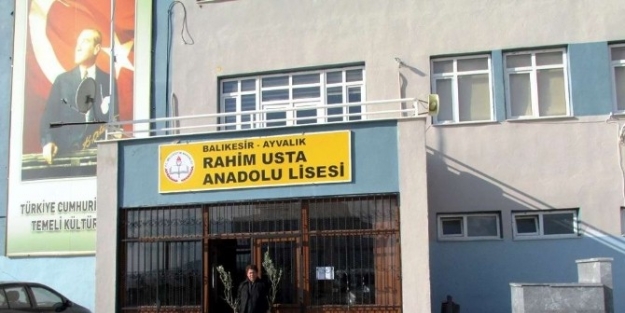 BALIKESİR - AYVALIK
RAHİM USTA
ANADOLU LİSESİ
TÜRKİYE CUMHURİ
TEMELİ KÜLTÜR